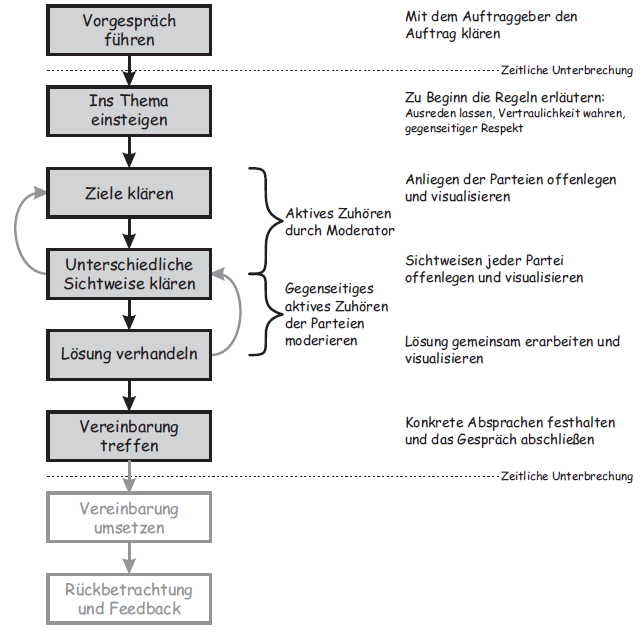 Vorgespräch
führen
Mit dem Auftraggeber den
Auftrag klären
Zeitliche Unterbrechung
Ins Thema
einsteigen
Zu Beginn die Regeln erläutern:
Ausreden lassen, Vertraulichkeit wahren,
gegenseitiger Respekt
Ziele klären
Aktives Zuhören
durch Moderator
Anliegen der Parteien offenlegen
und visualisieren
Unterschiedliche
Sichtweise klären
Gegenseitiges
aktives Zuhören
der Parteien
moderieren
Sichtweisen jeder Partei
offenlegen und visualisieren
Lösung verhandeln
Lösung gemeinsam erarbeiten und
visualisieren
Vereinbarung
treffen
Konkrete Absprachen festhalten
und das Gespräch abschließen
Zeitliche Unterbrechung
Vereinbarung
umsetzen
Rückbetrachtung
und Feedback